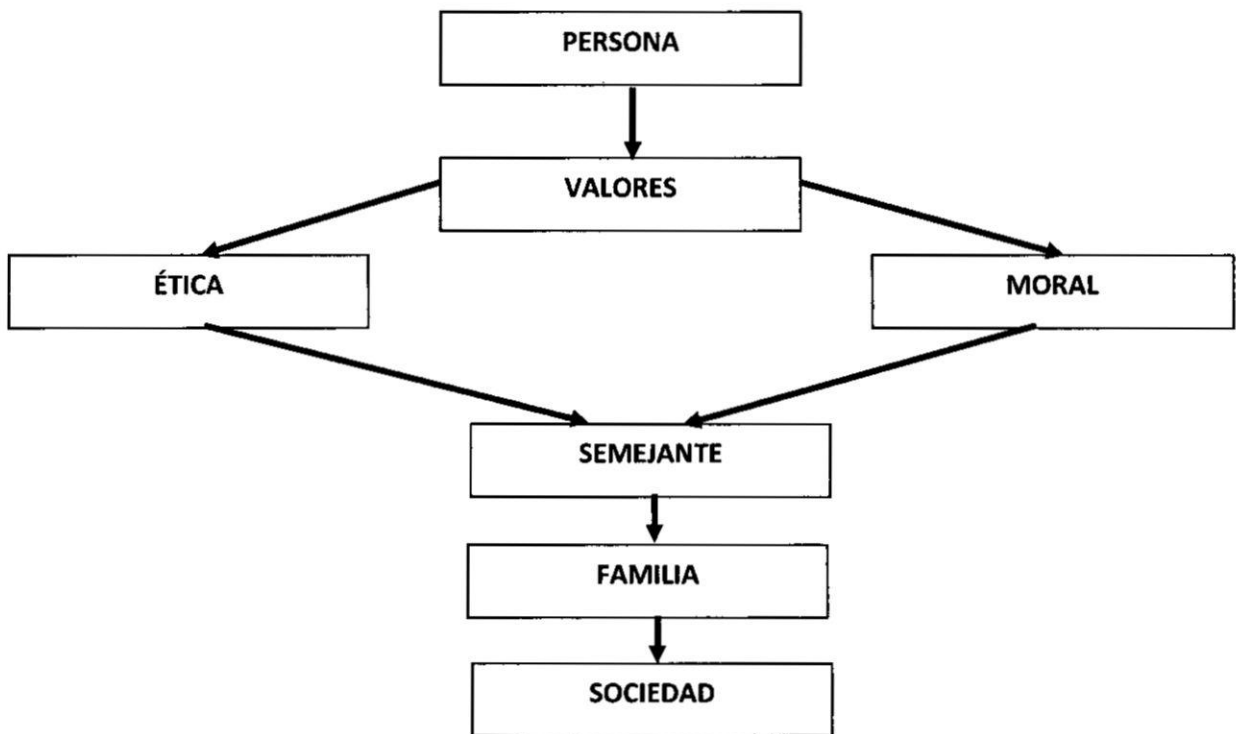 PERSONA
VALORES
ÉTICA
MORAL
SEMEJANTE
FAMILIA
SOCIEDAD